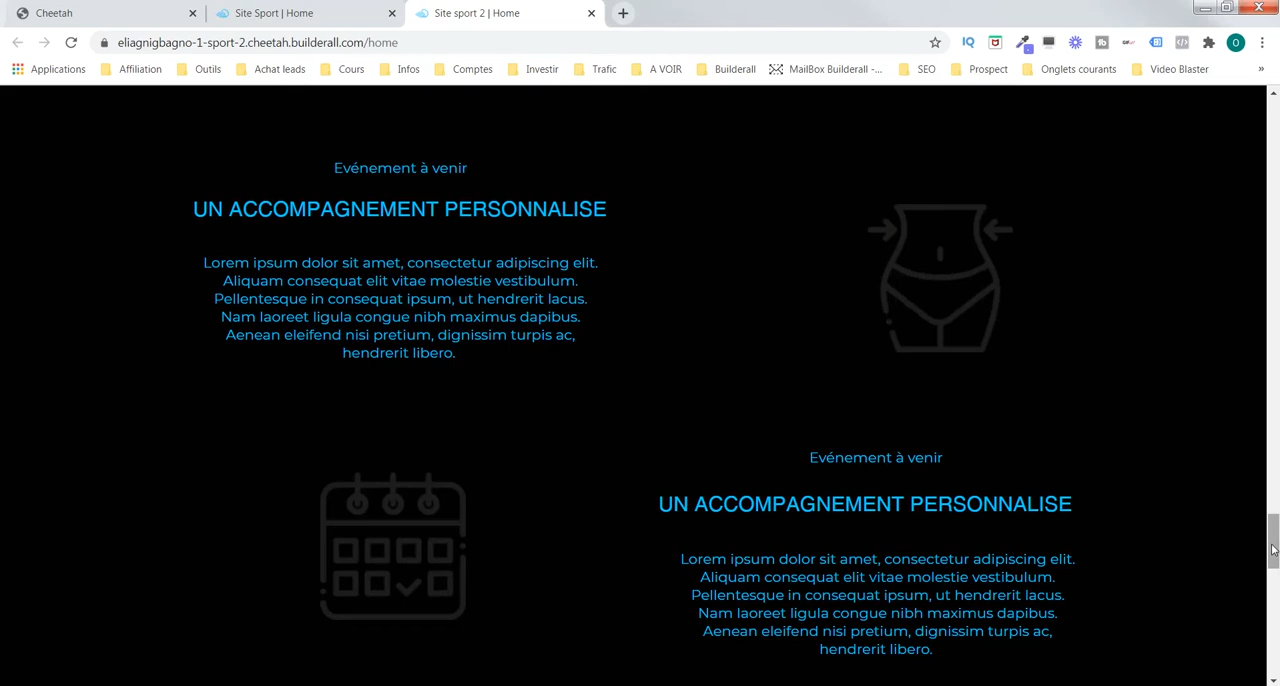 Cheetah
Site Sport | Home
Site sport 2 | Home
eliagnigbagno-1-sport-2.cheetah.builderall.com/home
IQ
O
Applications
Affiliation
Outils
Achat leads
Cours
Infos
Comptes
Investir
Trafic
A VOIR
Builderall
MailBox Builderall -...
SEO
Prospect
Onglets courants
Video Blaster
»
Evénement à venir
UN ACCOMPAGNEMENT PERSONNALISE
Lorem ipsum dolor sit amet, consectetur adipiscing elit.
Aliquam consequat elit vitae molestie vestibulum.
Pellentesque in consequat ipsum, ut hendrerit lacus.
Nam laoreet ligula congue nibh maximus dapibus.
Aenean eleifend nisi pretium, dignissim turpis ac,
hendrerit libero.
Evénement à venir
UN ACCOMPAGNEMENT PERSONNALISE
Lorem ipsum dolor sit amet, consectetur adipiscing elit.
Aliquam consequat elit vitae molestie vestibulum.
Pellentesque in consequat ipsum, ut hendrerit lacus.
Nam laoreet ligula congue nibh maximus dapibus.
Aenean eleifend nisi pretium, dignissim turpis ac,
hendrerit libero.